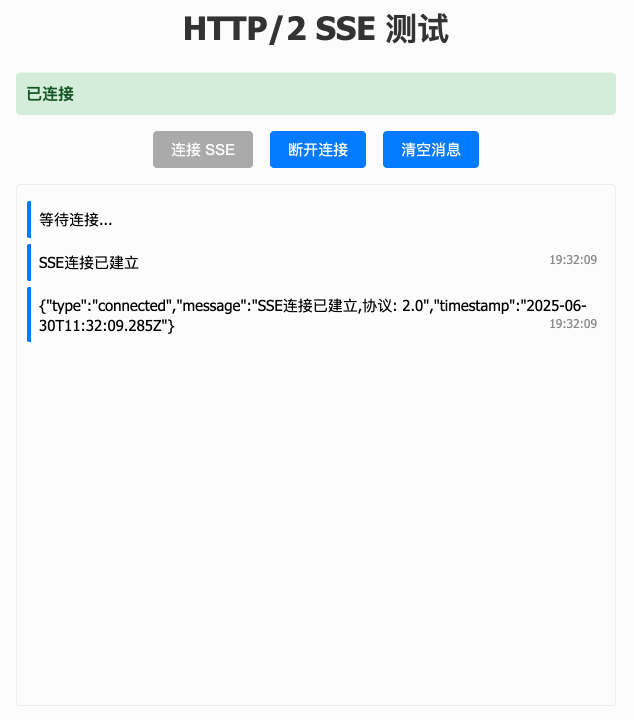 HTTP/2 SSE 测试
已连接
连接 SSE 断开连接 清空消息
等待连接...
SSE连接已建立 19:32:09
{"type":"connected","message":"SSE连接已建立,协议: 2.0","timestamp":"2025-06-
30T11:32:09.285Z"} 19:32:09